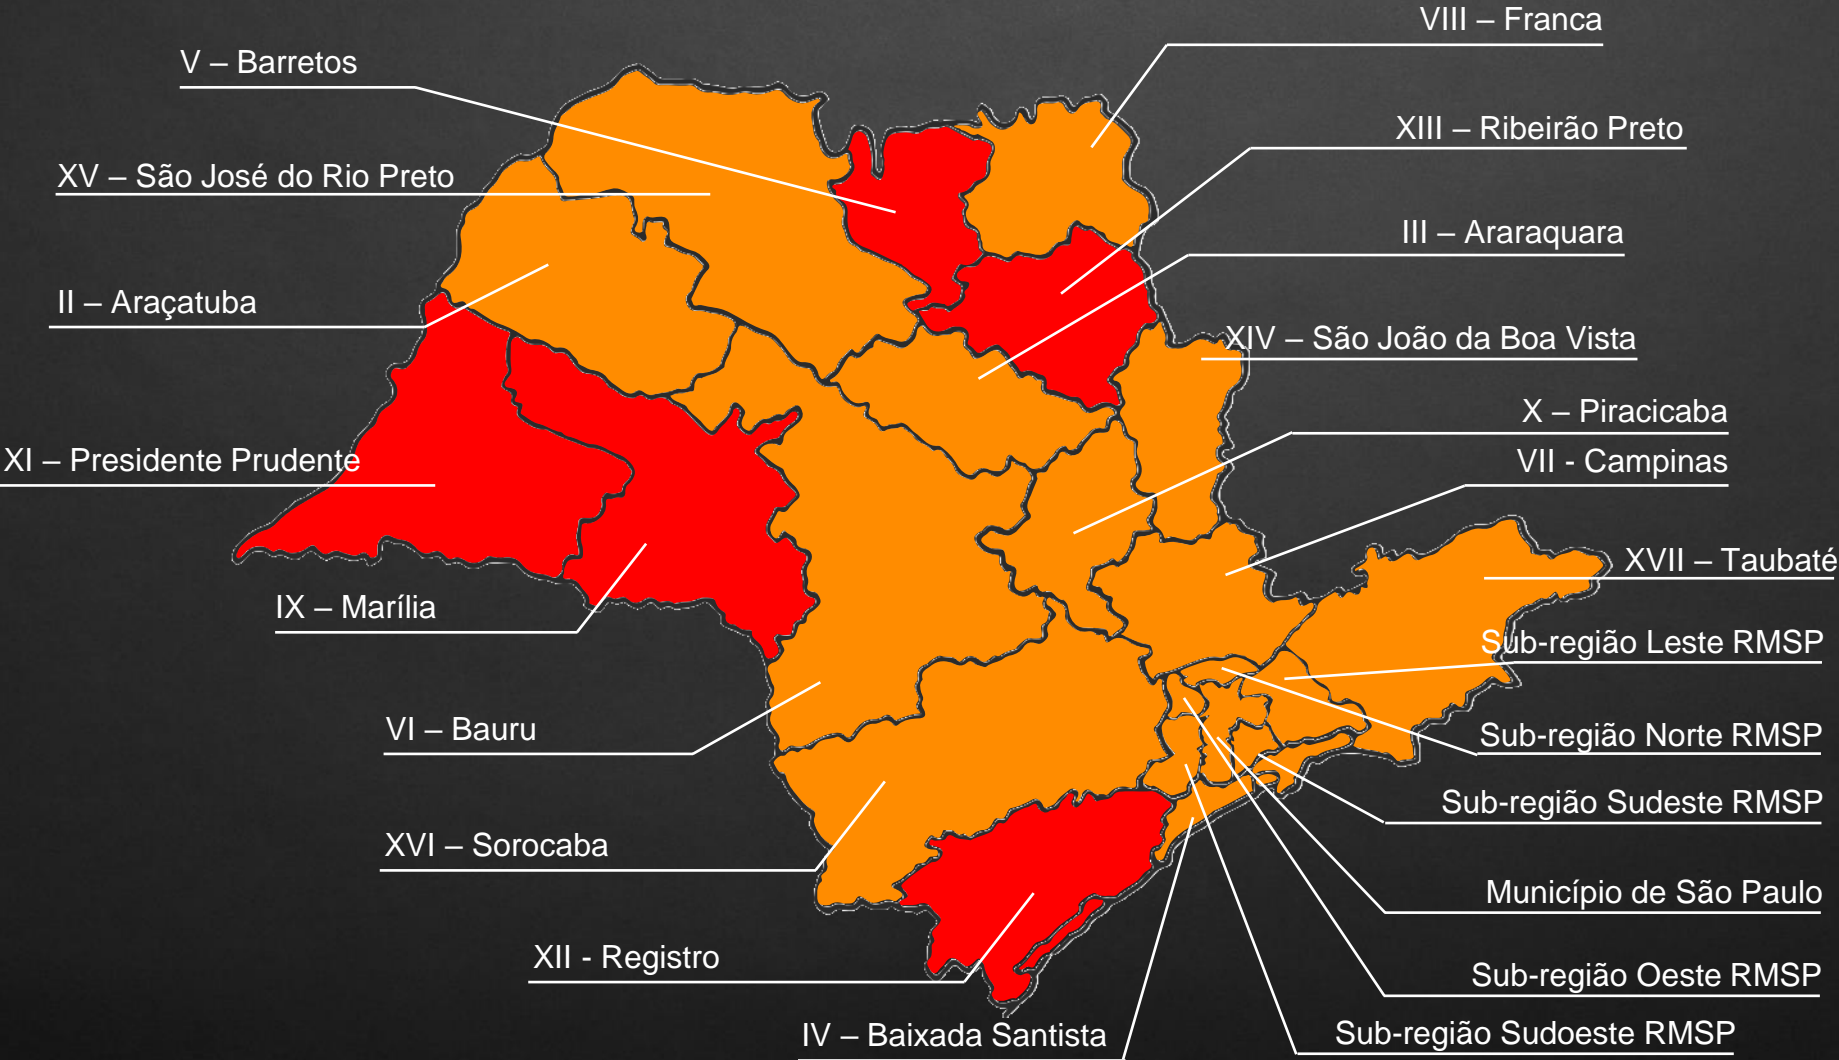 VIII – Franca
V – Barretos
XIII – Ribeirão Preto
XV – São José do Rio Preto
III – Araraquara
II – Araçatuba
XIV – São João da Boa Vista
X – Piracicaba
XI – Presidente Prudente
VII - Campinas
XVII – Taubaté
IX – Marília
Sub-região Leste RMSP
VI – Bauru
Sub-região Norte RMSP
Sub-região Sudeste RMSP
XVI – Sorocaba
Município de São Paulo
XII - Registro
Sub-região Oeste RMSP
IV – Baixada Santista
Sub-região Sudoeste RMSP